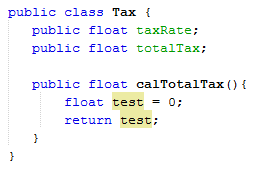 public class Tax {
public float taxRate;
public float totalTax;
public float calTotalTax(){
float test = 0;
return test;
}
}